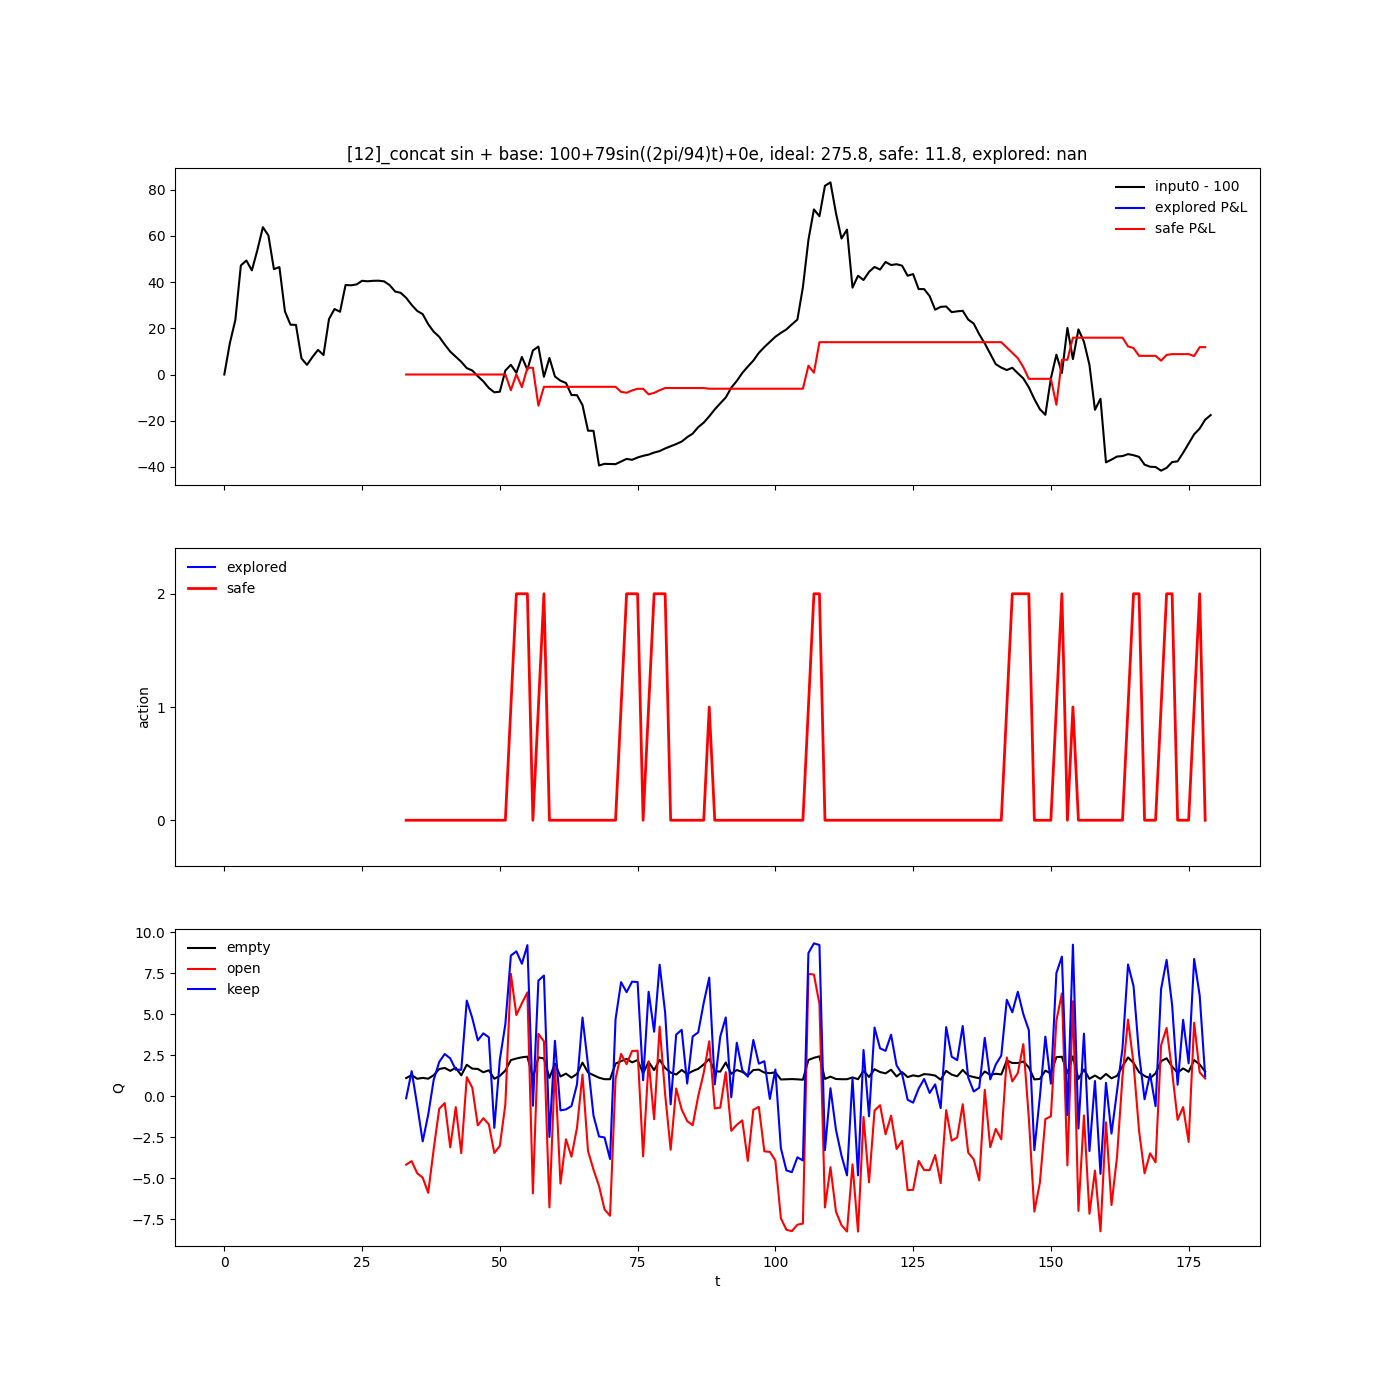 [12]_concat sin + base: 100+79sin((2pi/94)t)+0e, ideal: 275.8, safe: 11.8, explored: nan
80
60
40
20
0
−20
−40
input0 - 100
explored P&L
safe P&L
action
2
1
0
explored
safe
Q
10.0
7.5
5.0
2.5
0.0
−2.5
−5.0
−7.5
empty
open
keep
0 25 50 75 100 125 150 175
t